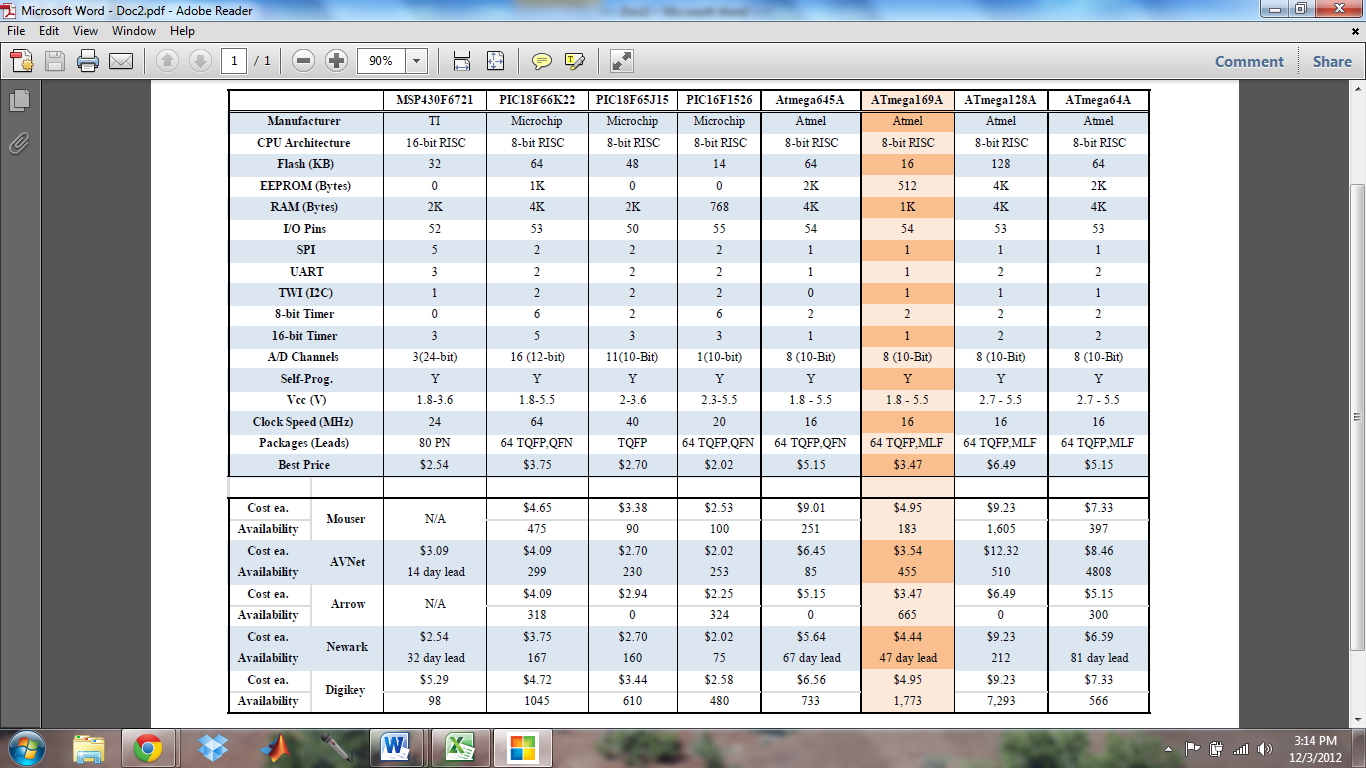 Microsoft Word - Doc2.pdf - Adobe Reader
File Edit View Window Help
1 / 1 90% Comment Share
MSP430F6721 PIC18F66K22 PIC18F65J15 PIC16F1526 Atmega645A ATmega169A ATmega128A ATmega64A
Manufacturer TI Microchip Microchip Microchip Atmel Atmel Atmel Atmel
CPU Architecture 16-bit RISC 8-bit RISC 8-bit RISC 8-bit RISC 8-bit RISC 8-bit RISC 8-bit RISC 8-bit RISC
Flash (KB) 32 64 48 14 64 16 128 64
EEPROM (Bytes) 0 1K 0 0 2K 512 4K 2K
RAM (Bytes) 2K 4K 2K 768 4K 1K 4K 4K
I/O Pins 52 53 50 55 54 54 53 53
SPI 5 2 2 2 1 1 1 1
UART 3 2 2 2 1 1 2 2
TWI (I2C) 1 2 2 2 0 1 1 1
8-bit Timer 0 6 2 6 2 2 2 2
16-bit Timer 3 5 3 3 1 1 2 2
A/D Channels 3(24-bit) 16 (12-bit) 11(10-Bit) 1(10-bit) 8 (10-Bit) 8 (10-Bit) 8 (10-Bit) 8 (10-Bit)
Self-Prog. Y Y Y Y Y Y Y Y
Vcc (V) 1.8-3.6 1.8-5.5 2-3.6 2.3-5.5 1.8 - 5.5 1.8 - 5.5 2.7 - 5.5 2.7 - 5.5
Clock Speed (MHz) 24 64 40 20 16 16 16 16
Packages (Leads) 80 PN 64 TQFP,QFN TQFP 64 TQFP,QFN 64 TQFP,QFN 64 TQFP,MLF 64 TQFP,MLF 64 TQFP,MLF
Best Price $2.54 $3.75 $2.70 $2.02 $5.15 $3.47 $6.49 $5.15
Cost ea. Mouser N/A $4.65 $3.38 $2.53 $9.01 $4.95 $9.23 $7.33
Availability 475 90 100 251 183 1,605 397
Cost ea. AVNet $3.09 $4.09 $2.70 $2.02 $6.45 $3.54 $12.32 $8.46
Availability 14 day lead 299 230 253 85 455 510 4808
Cost ea. Arrow N/A $4.09 $2.94 $2.25 $5.15 $3.47 $6.49 $5.15
Availability 318 0 324 0 665 0 300
Cost ea. Newark $2.54 $3.75 $2.70 $2.02 $5.64 $4.44 $9.23 $6.59
Availability 32 day lead 167 160 75 67 day lead 47 day lead 212 81 day lead
Cost ea. Digikey $5.29 $4.72 $3.44 $2.58 $6.56 $4.95 $9.23 $7.33
Availability 98 1045 610 480 733 1,773 7,293 566
3:14 PM
12/3/2012